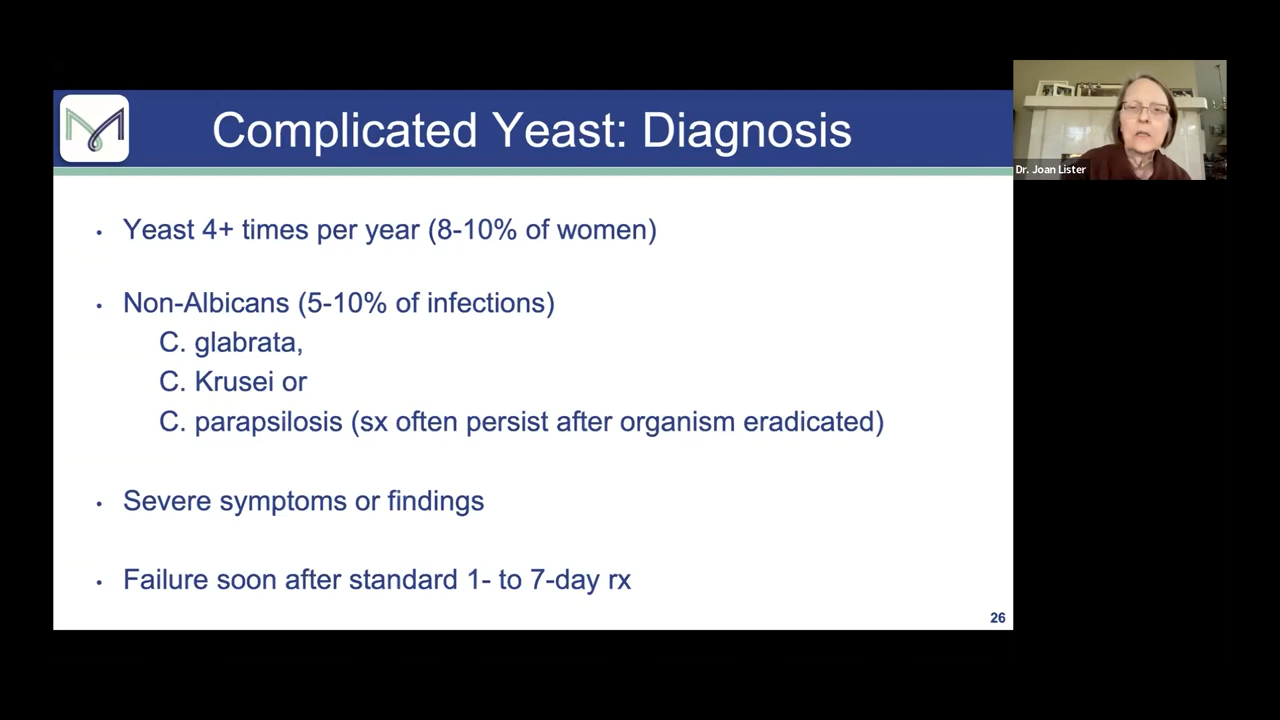 Complicated Yeast: Diagnosis
Dr. Joan Lister
• Yeast 4+ times per year (8-10% of women)
• Non-Albicans (5-10% of infections)
C. glabrata,
C. Krusei or
C. parapsilosis (sx often persist after organism eradicated)
• Severe symptoms or findings
• Failure soon after standard 1- to 7-day rx
26